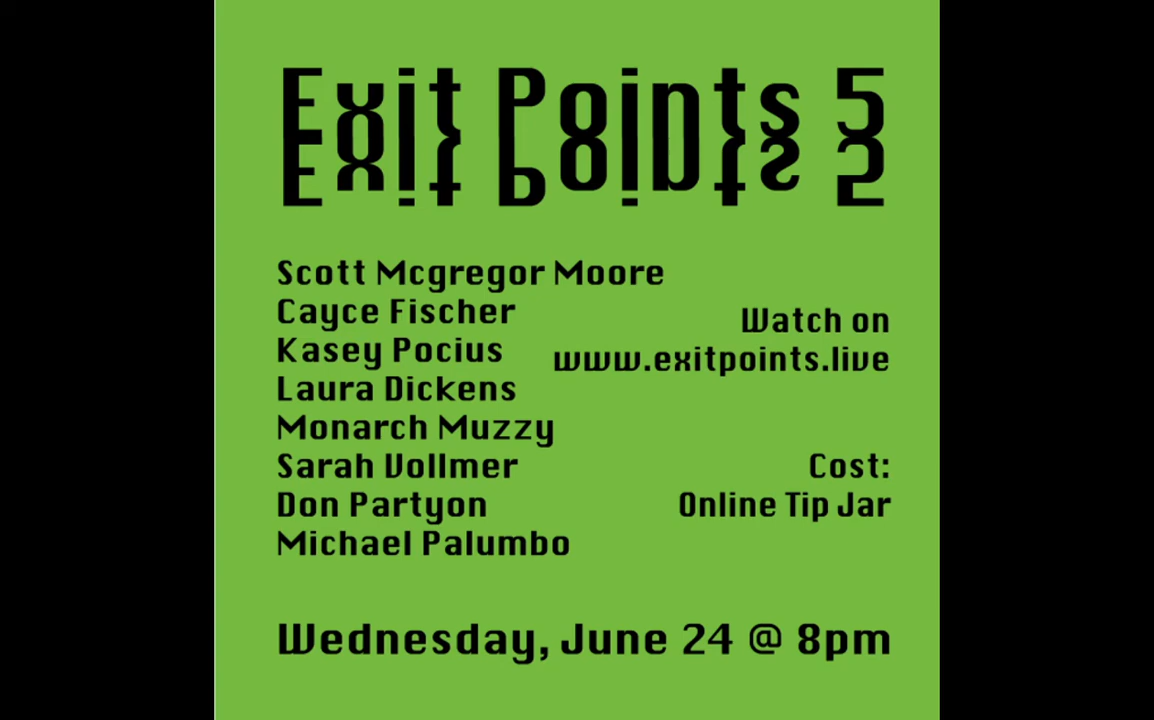 Exit Points 5
Scott Mcgregor Moore
Cayce Fischer
Kasey Pocius
Laura Dickens
Monarch Muzzy
Sarah Vollmer
Don Partyon
Michael Palumbo
Watch on
www.exitpoints.live
Cost:
Online Tip Jar
Wednesday, June 24 @ 8pm